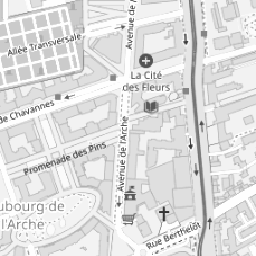 Allée Transversale
Avenue de
La Cité
des Fleurs
de Chavannes
Promenade des Pins
Avenue de l'Arche
ubourg de
l'Arche
Rue Berthelot